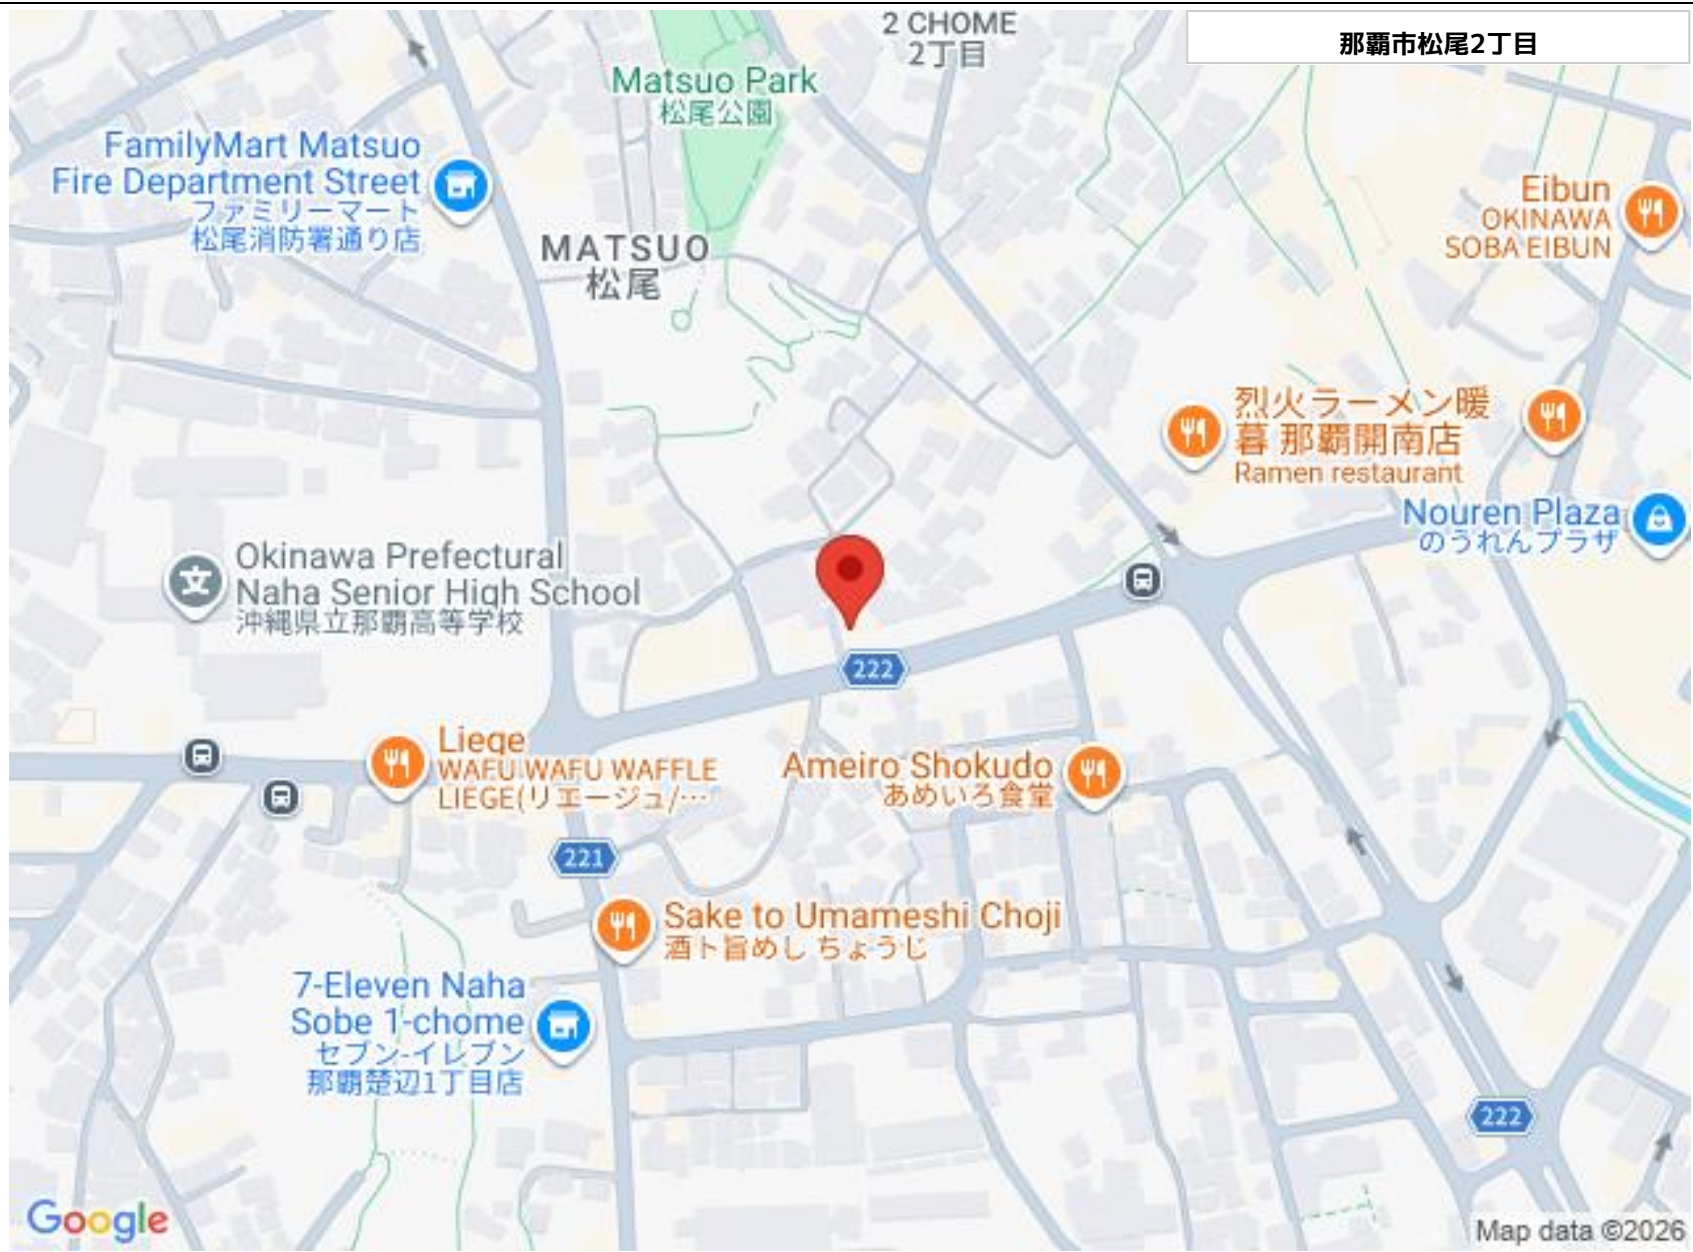 2 CHOME
2丁目
那覇市松尾2丁目
Matsuo Park
松尾公園
FamilyMart Matsuo
Fire Department Street
ファミリーマート
松尾消防署通り店
MATSUO
松尾
Eibun
OKINAWA
SOBA EIBUN
烈火ラーメン暖
暮 那覇開南店
Ramen restaurant
Nouren Plaza
のうれんプラザ
Okinawa Prefectural
Naha Senior High School
沖縄県立那覇高等学校
文
222
Liege
WAFU WAFU WAFFLE
LIEGE(リエージュ/…
Ameiro Shokudo
あめいろ食堂
221
Sake to Umameshi Choji
酒ト旨めし ちょうじ
7-Eleven Naha
Sobe 1-chome
セブン-イレブン
那覇楚辺1丁目店
222
Google
Map data ©2026